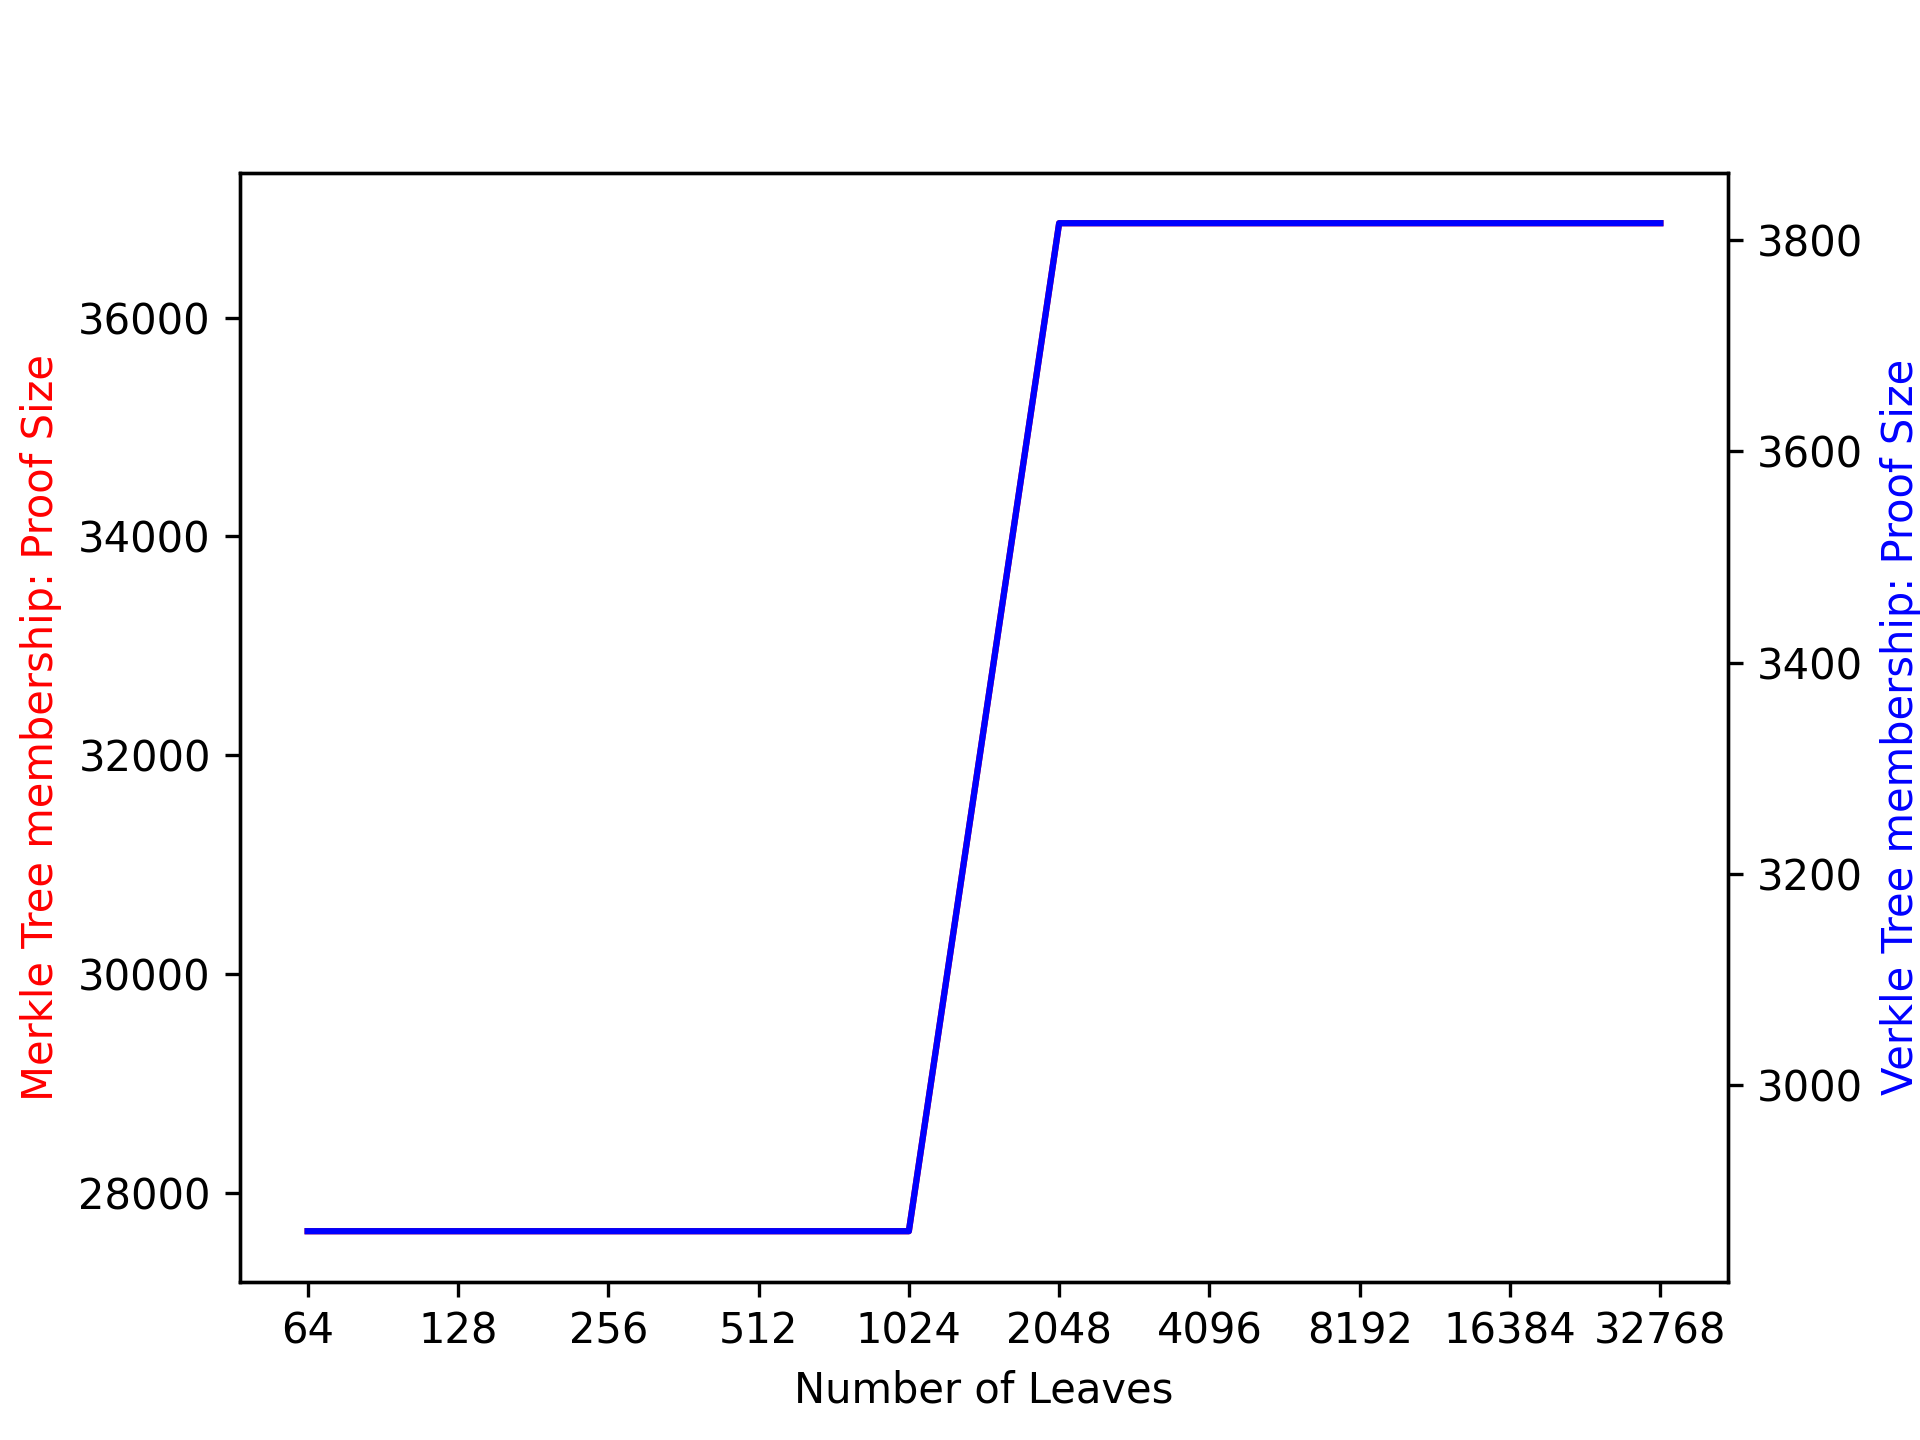 Merkle Tree membership: Proof Size
36000
34000
32000
30000
28000
3800
3600
3400
3200
3000
Verkle Tree membership: Proof Size
64 128 256 512 1024 2048 4096 8192 16384 32768
Number of Leaves